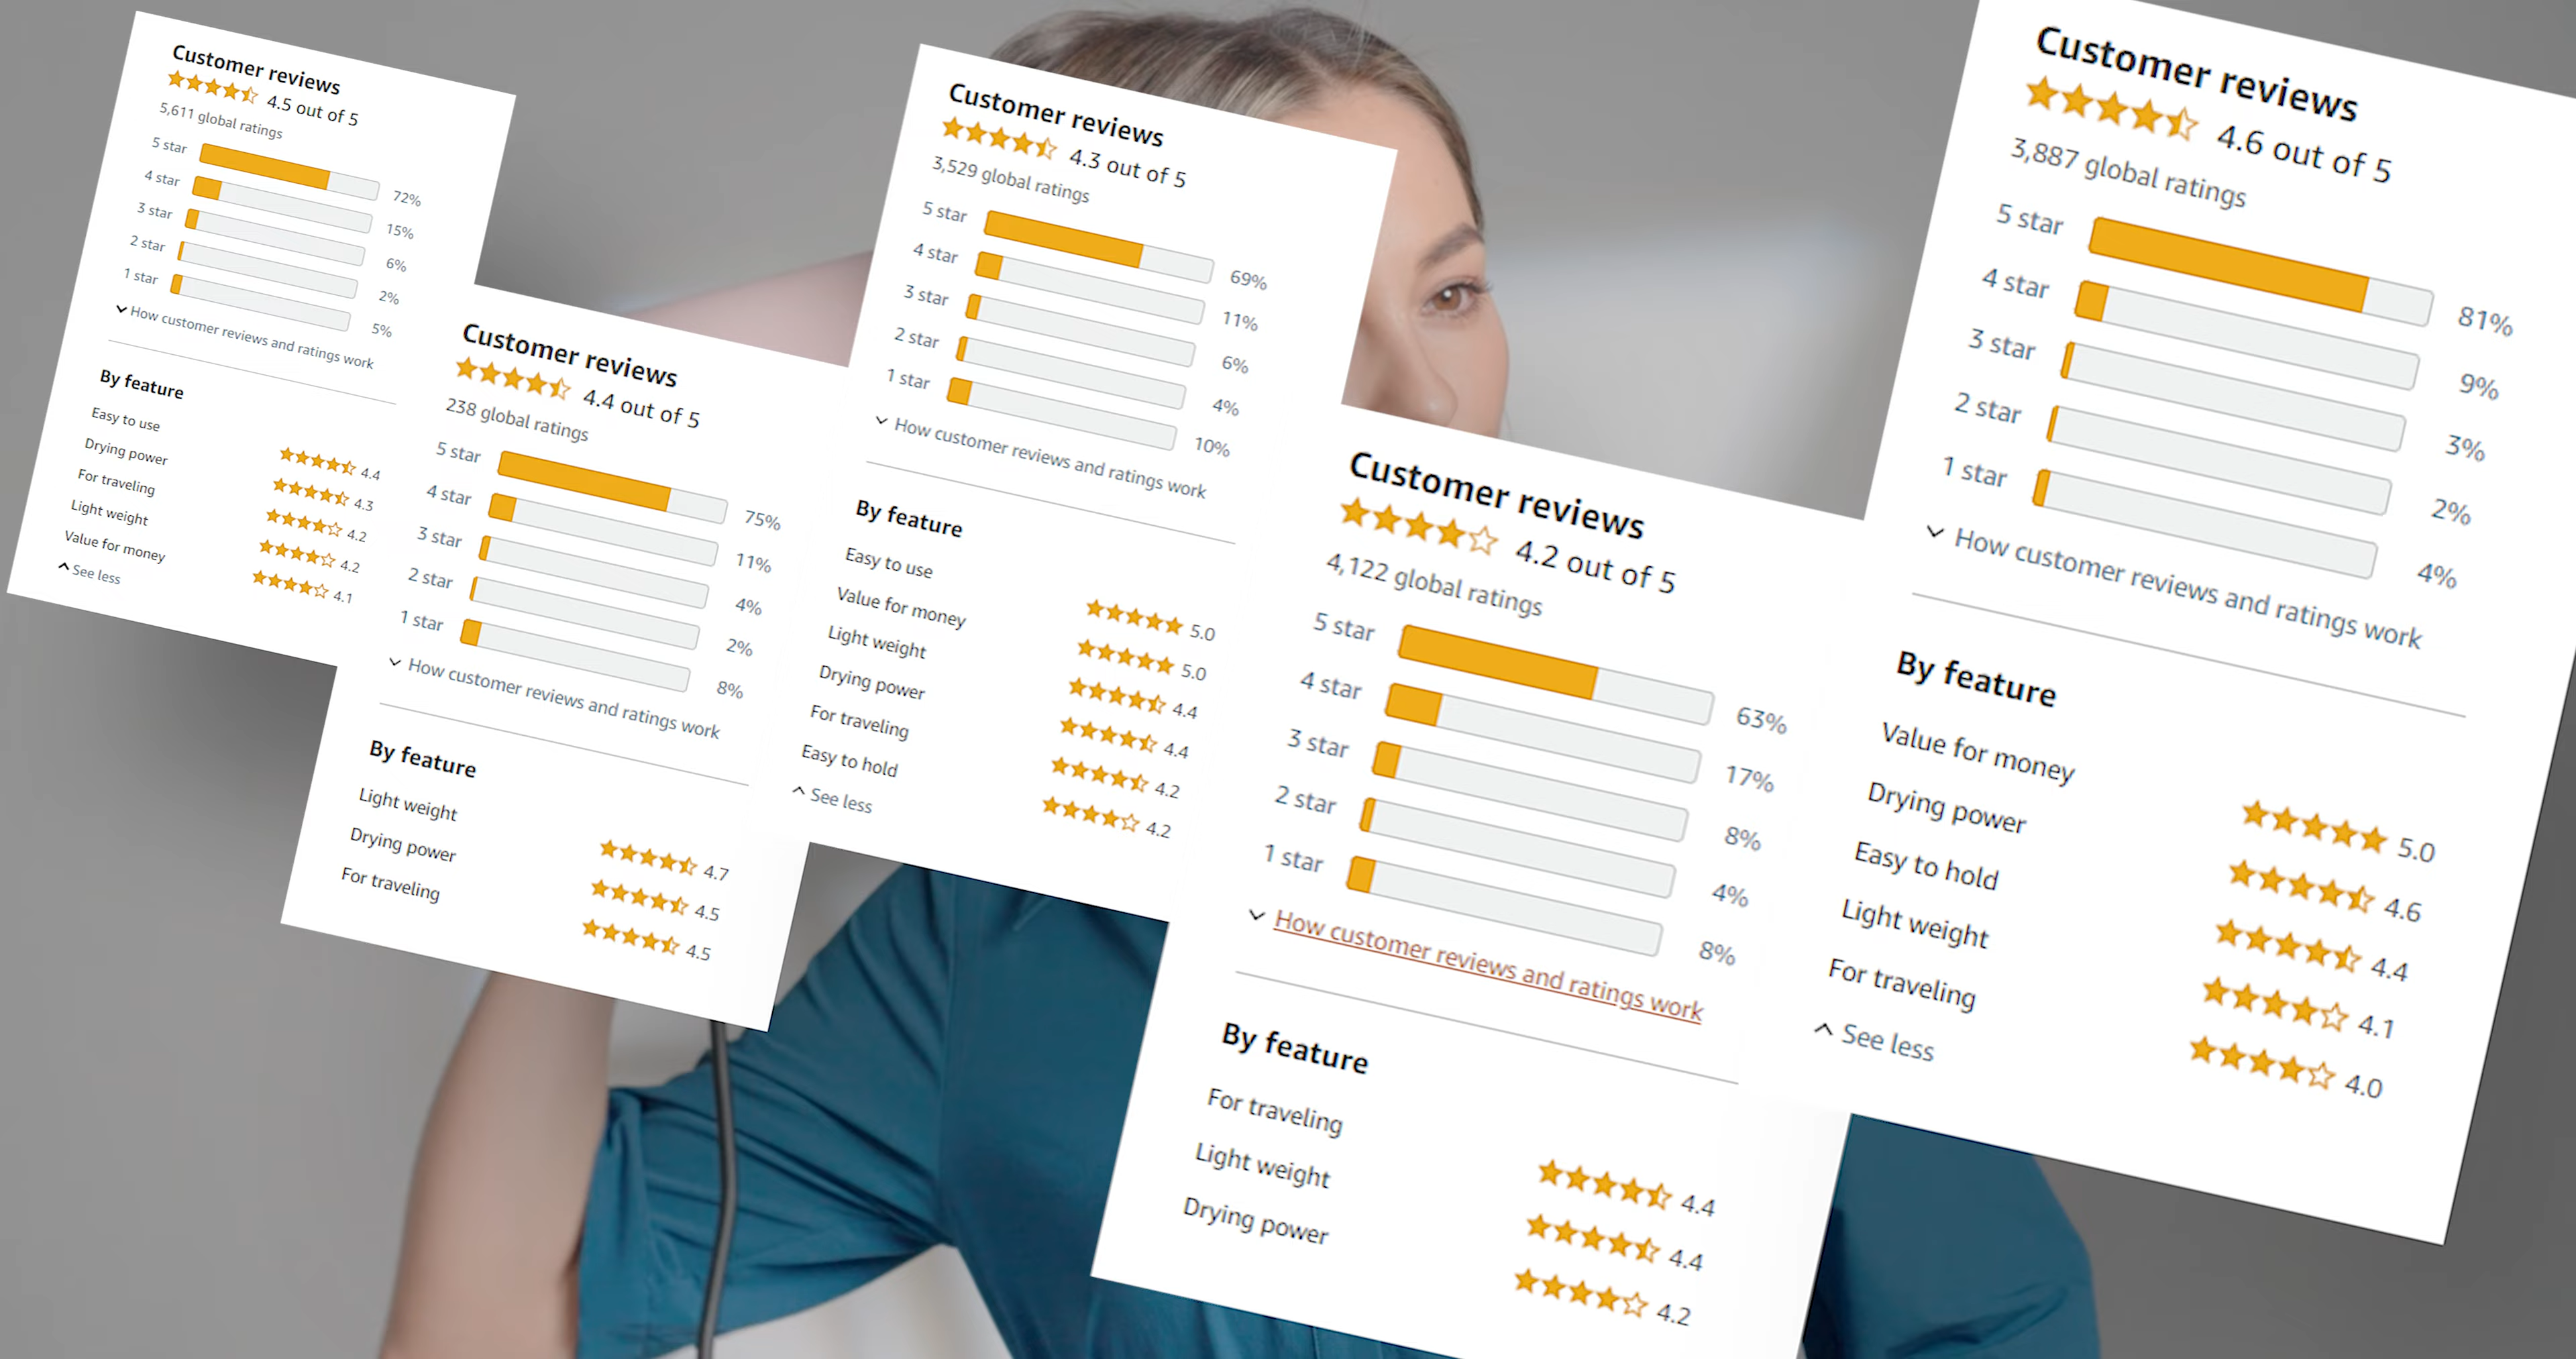 Customer reviews
4.5 out of 5
5,611 global ratings
5 star 72%
4 star 15%
3 star 6%
2 star 2%
1 star 5%
How customer reviews and ratings work
By feature
Easy to use 4.4
Drying power 4.3
For traveling 4.2
Light weight 4.2
Value for money 4.1
See less
Customer reviews
4.4 out of 5
238 global ratings
5 star 75%
4 star 11%
3 star 4%
2 star 2%
1 star 8%
How customer reviews and ratings work
By feature
Light weight 4.7
Drying power 4.5
For traveling 4.5
Customer reviews
4.3 out of 5
3,529 global ratings
5 star 69%
4 star 11%
3 star 6%
2 star 4%
1 star 10%
How customer reviews and ratings work
By feature
Easy to use 5.0
Value for money 5.0
Light weight 4.4
Drying power 4.4
For traveling 4.2
Easy to hold 4.2
See less
Customer reviews
4.2 out of 5
4,122 global ratings
5 star 63%
4 star 17%
3 star 8%
2 star 4%
1 star 8%
How customer reviews and ratings work
By feature
For traveling 4.4
Light weight 4.4
Drying power 4.2
Customer reviews
4.6 out of 5
3,887 global ratings
5 star 81%
4 star 9%
3 star 3%
2 star 2%
1 star 4%
How customer reviews and ratings work
By feature
Value for money 5.0
Drying power 4.6
Easy to hold 4.4
Light weight 4.1
For traveling 4.0
See less